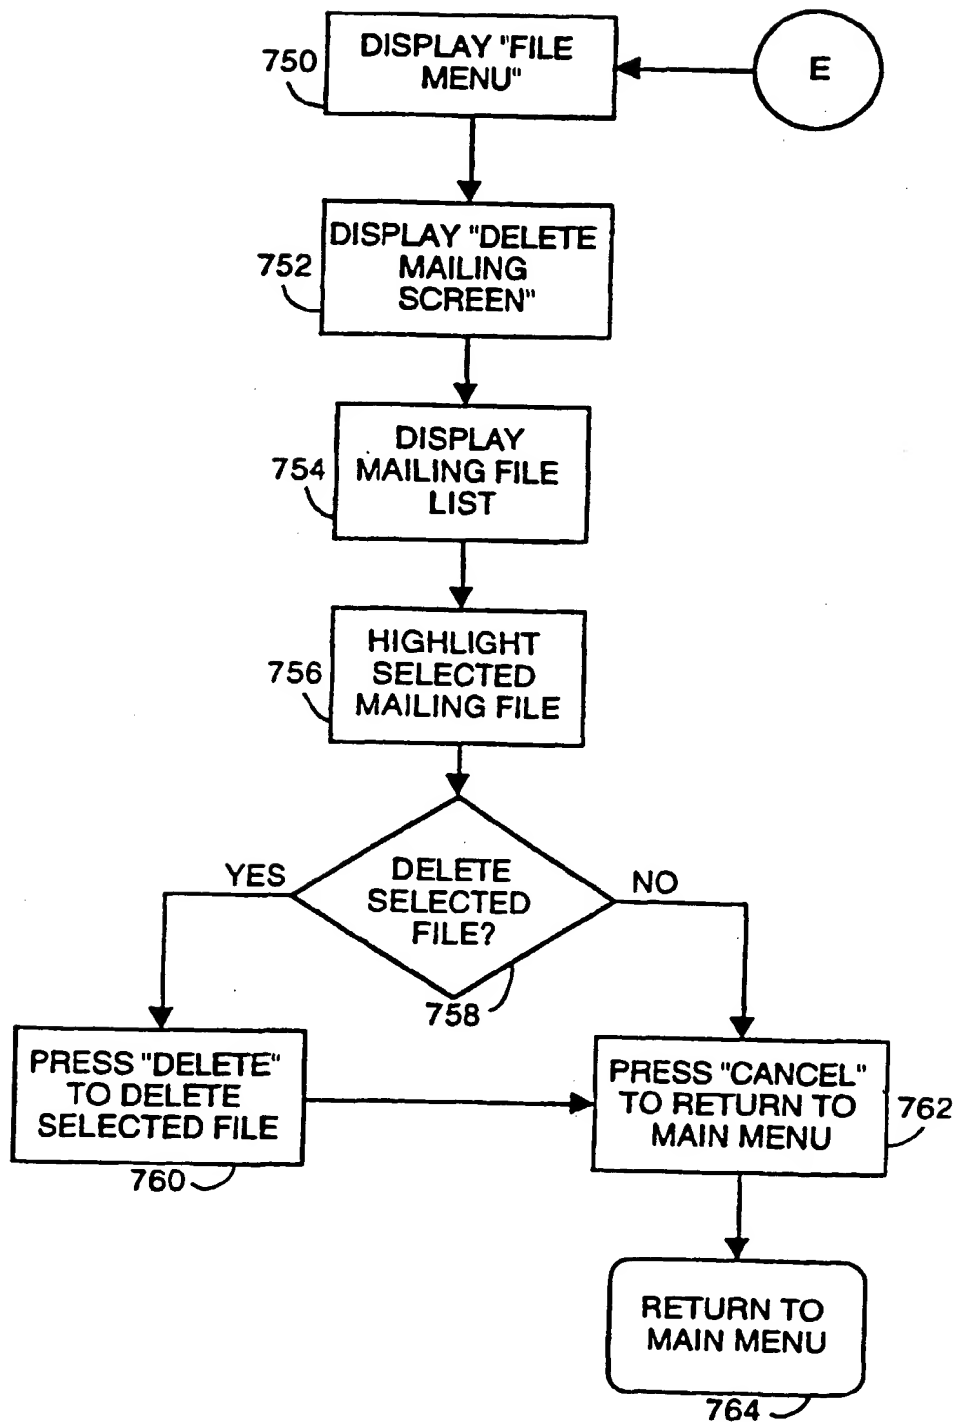 DISPLAY "FILE
MENU"
750
E
DISPLAY "DELETE
MAILING
SCREEN"
752
DISPLAY
MAILING FILE
LIST
754
HIGHLIGHT
SELECTED
MAILING FILE
756
DELETE
SELECTED
FILE?
YES
NO
758
PRESS "DELETE"
TO DELETE
SELECTED FILE
760
PRESS "CANCEL"
TO RETURN TO
MAIN MENU
762
RETURN TO
MAIN MENU
764